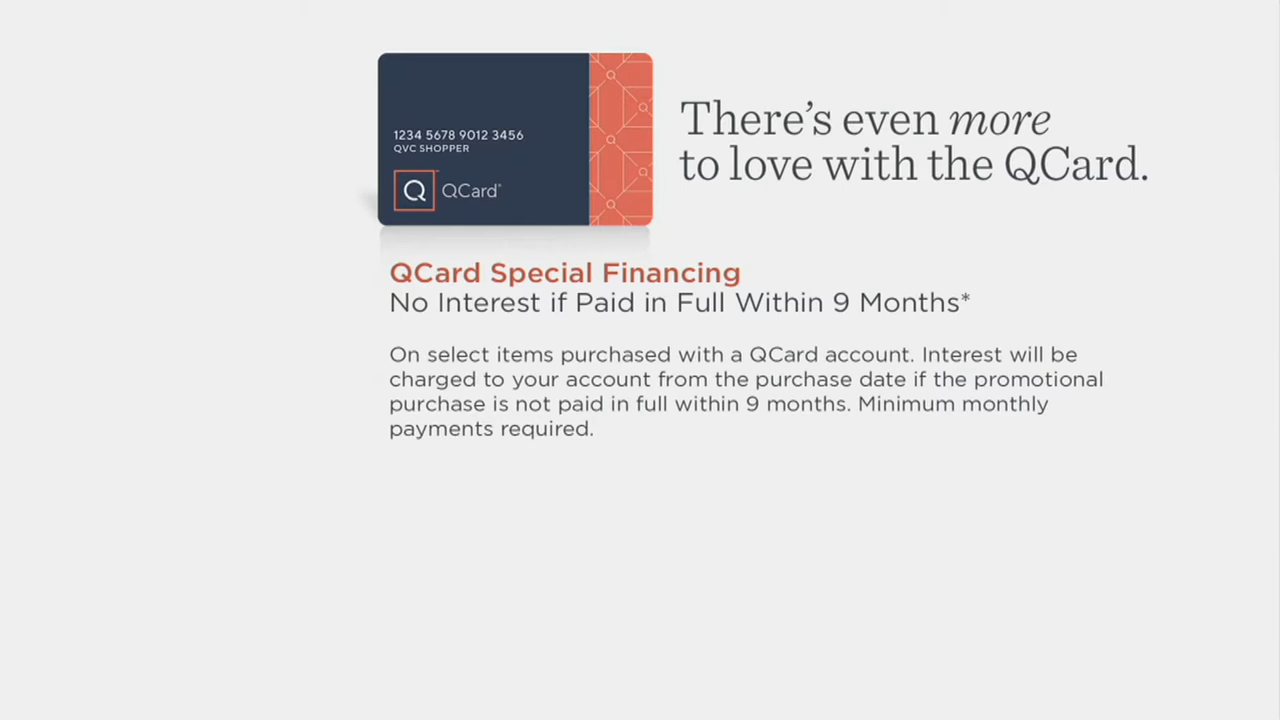 1234 5678 9012 3456
QVC SHOPPER
Q QCard®
There's even more
to love with the QCard.
QCard Special Financing
No Interest if Paid in Full Within 9 Months*
On select items purchased with a QCard account. Interest will be
charged to your account from the purchase date if the promotional
purchase is not paid in full within 9 months. Minimum monthly
payments required.